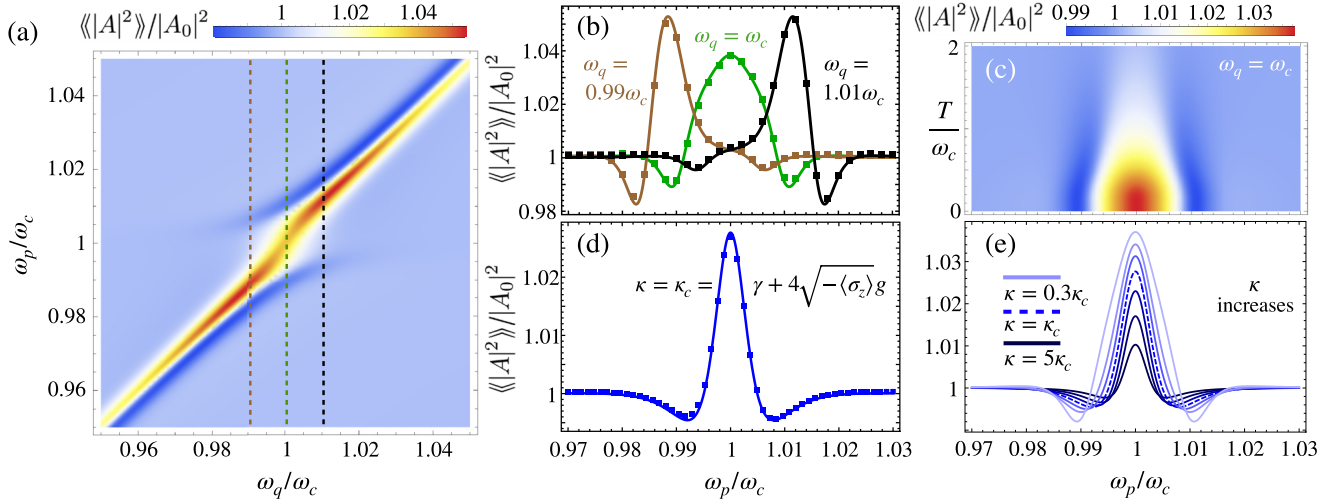 (a)
⟪|A|²⟫/|A₀|²
1
1.02
1.04
1.04
1.02
1
0.98
0.96
ω_p/ω_c
0.96
0.98
1
1.02
1.04
ω_q/ω_c
(b)
⟪|A|²⟫/|A₀|²
1.04
1.02
1
0.98
ω_q = 0.99ω_c
ω_q = ω_c
ω_q = 1.01ω_c
⟪|A|²⟫/|A₀|²
0.99
1
1.01
1.02
1.03
(c)
ω_q = ω_c
2
T/ω_c
0
(d)
⟪|A|²⟫/|A₀|²
1.02
1.01
1
κ = κ_c = γ + 4√−⟨σ_z⟩g
0.97
0.98
0.99
1
1.01
1.02
1.03
ω_p/ω_c
(e)
1.03
1.02
1.01
1
κ = 0.3κ_c
κ = κ_c
κ = 5κ_c
κ
increases
0.97
0.98
0.99
1
1.01
1.02
1.03
ω_p/ω_c